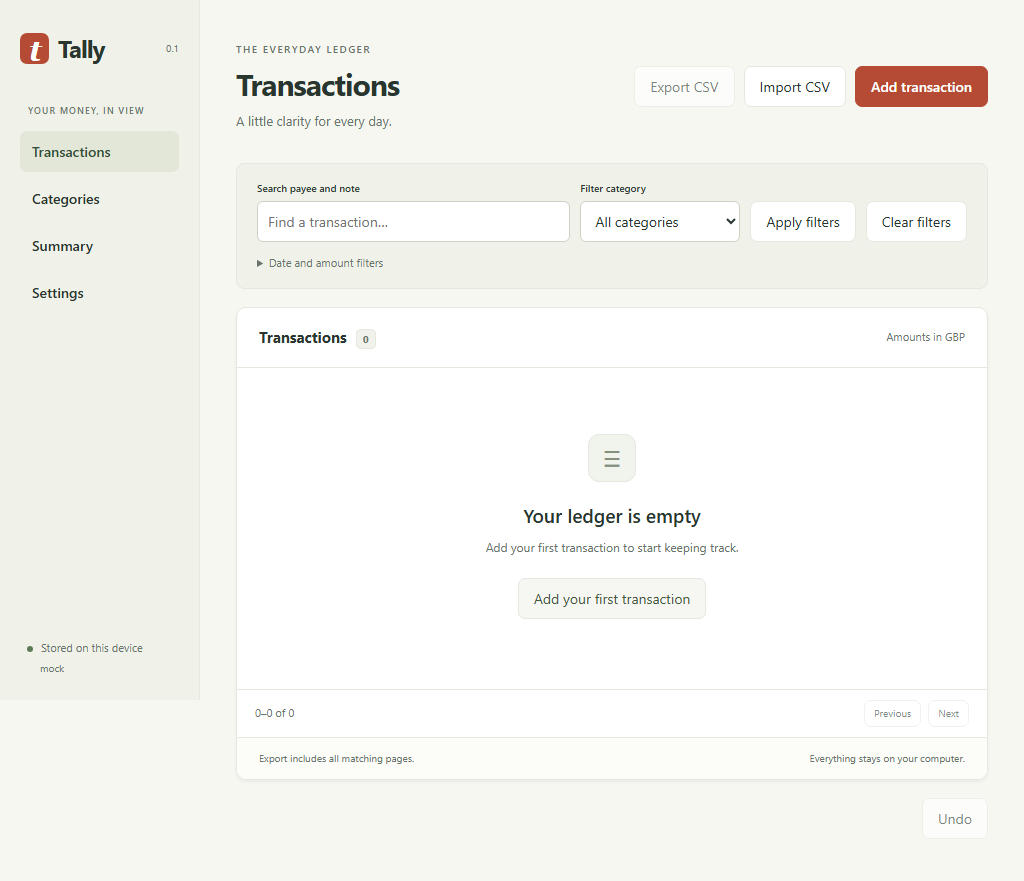 t Tally
0.1
YOUR MONEY, IN VIEW
Transactions
Categories
Summary
Settings
Stored on this device
mock
THE EVERYDAY LEDGER
Transactions
A little clarity for every day.
Export CSV
Import CSV
Add transaction
Search payee and note
Find a transaction...
Filter category
All categories
Apply filters
Clear filters
Date and amount filters
Transactions 0
Amounts in GBP
Your ledger is empty
Add your first transaction to start keeping track.
Add your first transaction
0–0 of 0
Previous
Next
Export includes all matching pages.
Everything stays on your computer.
Undo